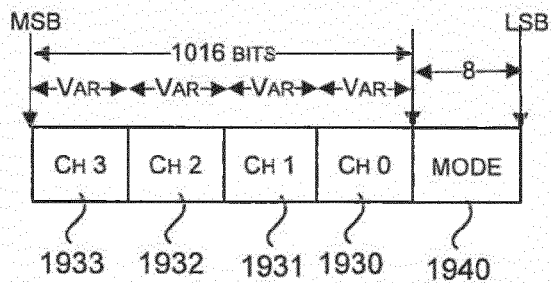 MSB LSB
1016 BITS
VAR VAR VAR VAR 8
CH 3 CH 2 CH 1 CH 0 MODE
1933 1932 1931 1930 1940